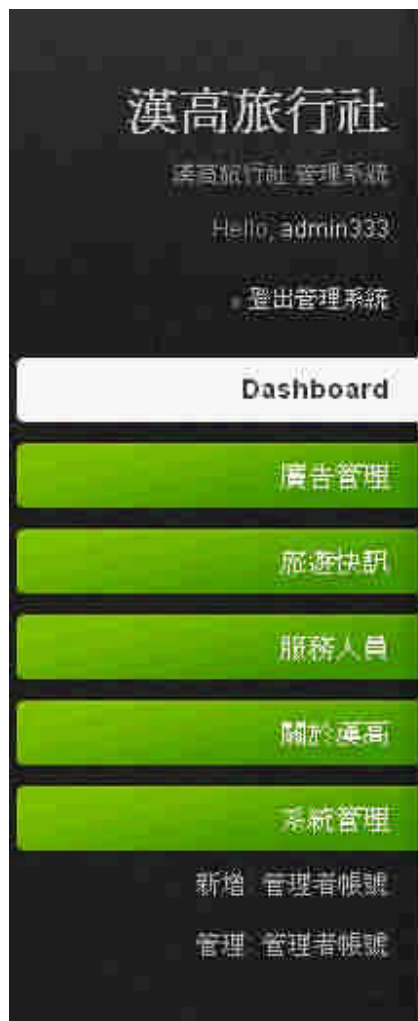 漢高旅行社
漢高旅行社 管理系統
Hello, admin333
» 登出管理系統
Dashboard
廣告管理
旅遊快訊
服務人員
關於漢高
系統管理
新增 管理者帳號
管理 管理者帳號